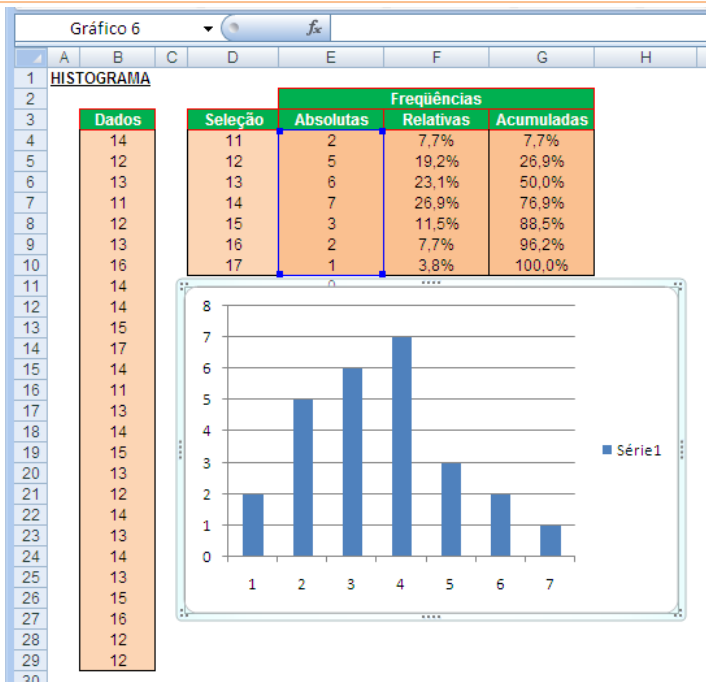 Gráfico 6 fx
A B C D E F G H
1 HISTOGRAMA
2 Freqüências
3 Dados Seleção Absolutas Relativas Acumuladas
4 14 11 2 7,7% 7,7%
5 12 12 5 19,2% 26,9%
6 13 13 6 23,1% 50,0%
7 11 14 7 26,9% 76,9%
8 12 15 3 11,5% 88,5%
9 13 16 2 7,7% 96,2%
10 16 17 1 3,8% 100,0%
11 14 0
12 14
13 15
14 17
15 14
16 11
17 13
18 14
19 15
20 13
21 12
22 14
23 13
24 14
25 13
26 15
27 16
28 12
29 12
30
8
7
6
5
4
3
2
1
0
1 2 3 4 5 6 7
Série1